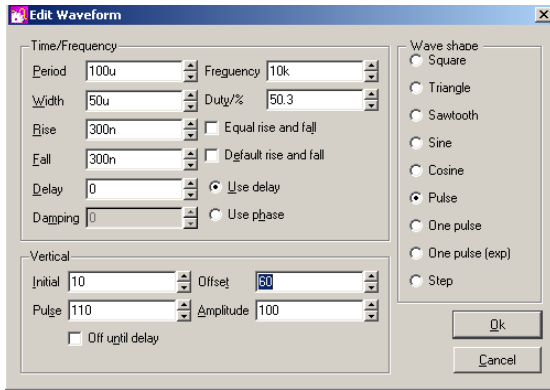 Edit Waveform
Time/Frequency
Period 100u Frequency 10k
Width 50u Duty/% 50.3
Rise 300n Equal rise and fall
Fall 300n Default rise and fall
Delay 0 Use delay
Damping 0 Use phase
Vertical
Initial 10 Offset 60
Pulse 110 Amplitude 100
Off until delay
Wave shape
Square
Triangle
Sawtooth
Sine
Cosine
Pulse
One pulse
One pulse (exp)
Step
Ok
Cancel